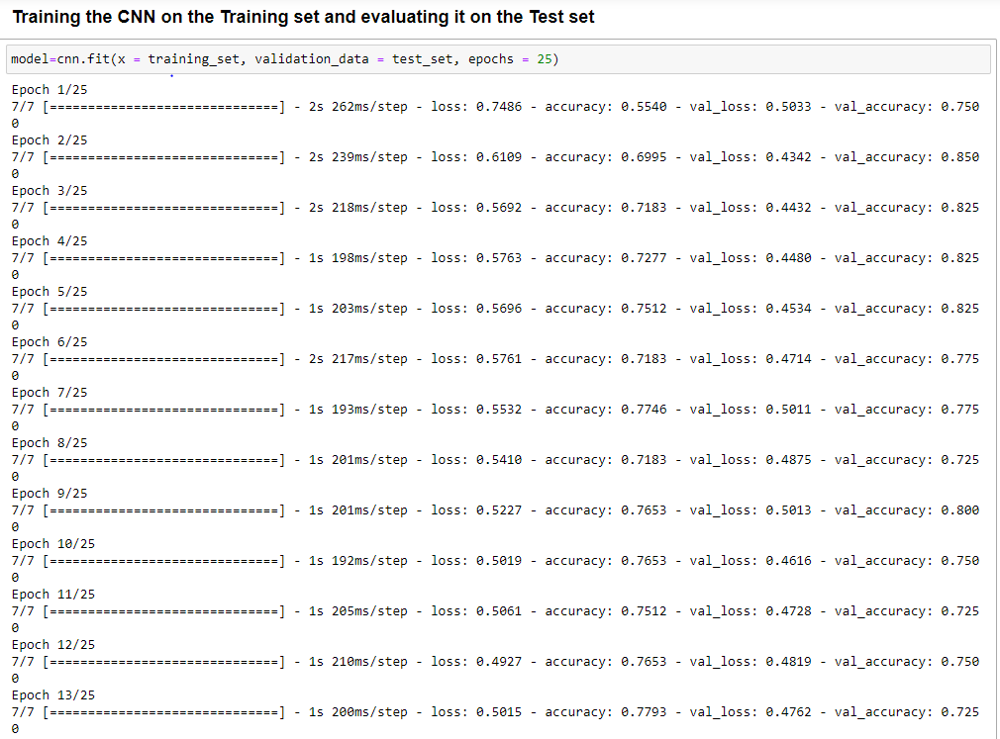 Training the CNN on the Training set and evaluating it on the Test set
model=cnn.fit(x = training_set, validation_data = test_set, epochs = 25)
Epoch 1/25
7/7 [==============================] - 2s 262ms/step - loss: 0.7486 - accuracy: 0.5540 - val_loss: 0.5033 - val_accuracy: 0.750
0
Epoch 2/25
7/7 [==============================] - 2s 239ms/step - loss: 0.6109 - accuracy: 0.6995 - val_loss: 0.4342 - val_accuracy: 0.850
0
Epoch 3/25
7/7 [==============================] - 2s 218ms/step - loss: 0.5692 - accuracy: 0.7183 - val_loss: 0.4432 - val_accuracy: 0.825
0
Epoch 4/25
7/7 [==============================] - 1s 198ms/step - loss: 0.5763 - accuracy: 0.7277 - val_loss: 0.4480 - val_accuracy: 0.825
0
Epoch 5/25
7/7 [==============================] - 1s 203ms/step - loss: 0.5696 - accuracy: 0.7512 - val_loss: 0.4534 - val_accuracy: 0.825
0
Epoch 6/25
7/7 [==============================] - 2s 217ms/step - loss: 0.5761 - accuracy: 0.7183 - val_loss: 0.4714 - val_accuracy: 0.775
0
Epoch 7/25
7/7 [==============================] - 1s 193ms/step - loss: 0.5532 - accuracy: 0.7746 - val_loss: 0.5011 - val_accuracy: 0.775
0
Epoch 8/25
7/7 [==============================] - 1s 201ms/step - loss: 0.5410 - accuracy: 0.7183 - val_loss: 0.4875 - val_accuracy: 0.725
0
Epoch 9/25
7/7 [==============================] - 1s 201ms/step - loss: 0.5227 - accuracy: 0.7653 - val_loss: 0.5013 - val_accuracy: 0.800
0
Epoch 10/25
7/7 [==============================] - 1s 192ms/step - loss: 0.5019 - accuracy: 0.7653 - val_loss: 0.4616 - val_accuracy: 0.750
0
Epoch 11/25
7/7 [==============================] - 1s 205ms/step - loss: 0.5061 - accuracy: 0.7512 - val_loss: 0.4728 - val_accuracy: 0.725
0
Epoch 12/25
7/7 [==============================] - 1s 210ms/step - loss: 0.4927 - accuracy: 0.7653 - val_loss: 0.4819 - val_accuracy: 0.750
0
Epoch 13/25
7/7 [==============================] - 1s 200ms/step - loss: 0.5015 - accuracy: 0.7793 - val_loss: 0.4762 - val_accuracy: 0.725
0